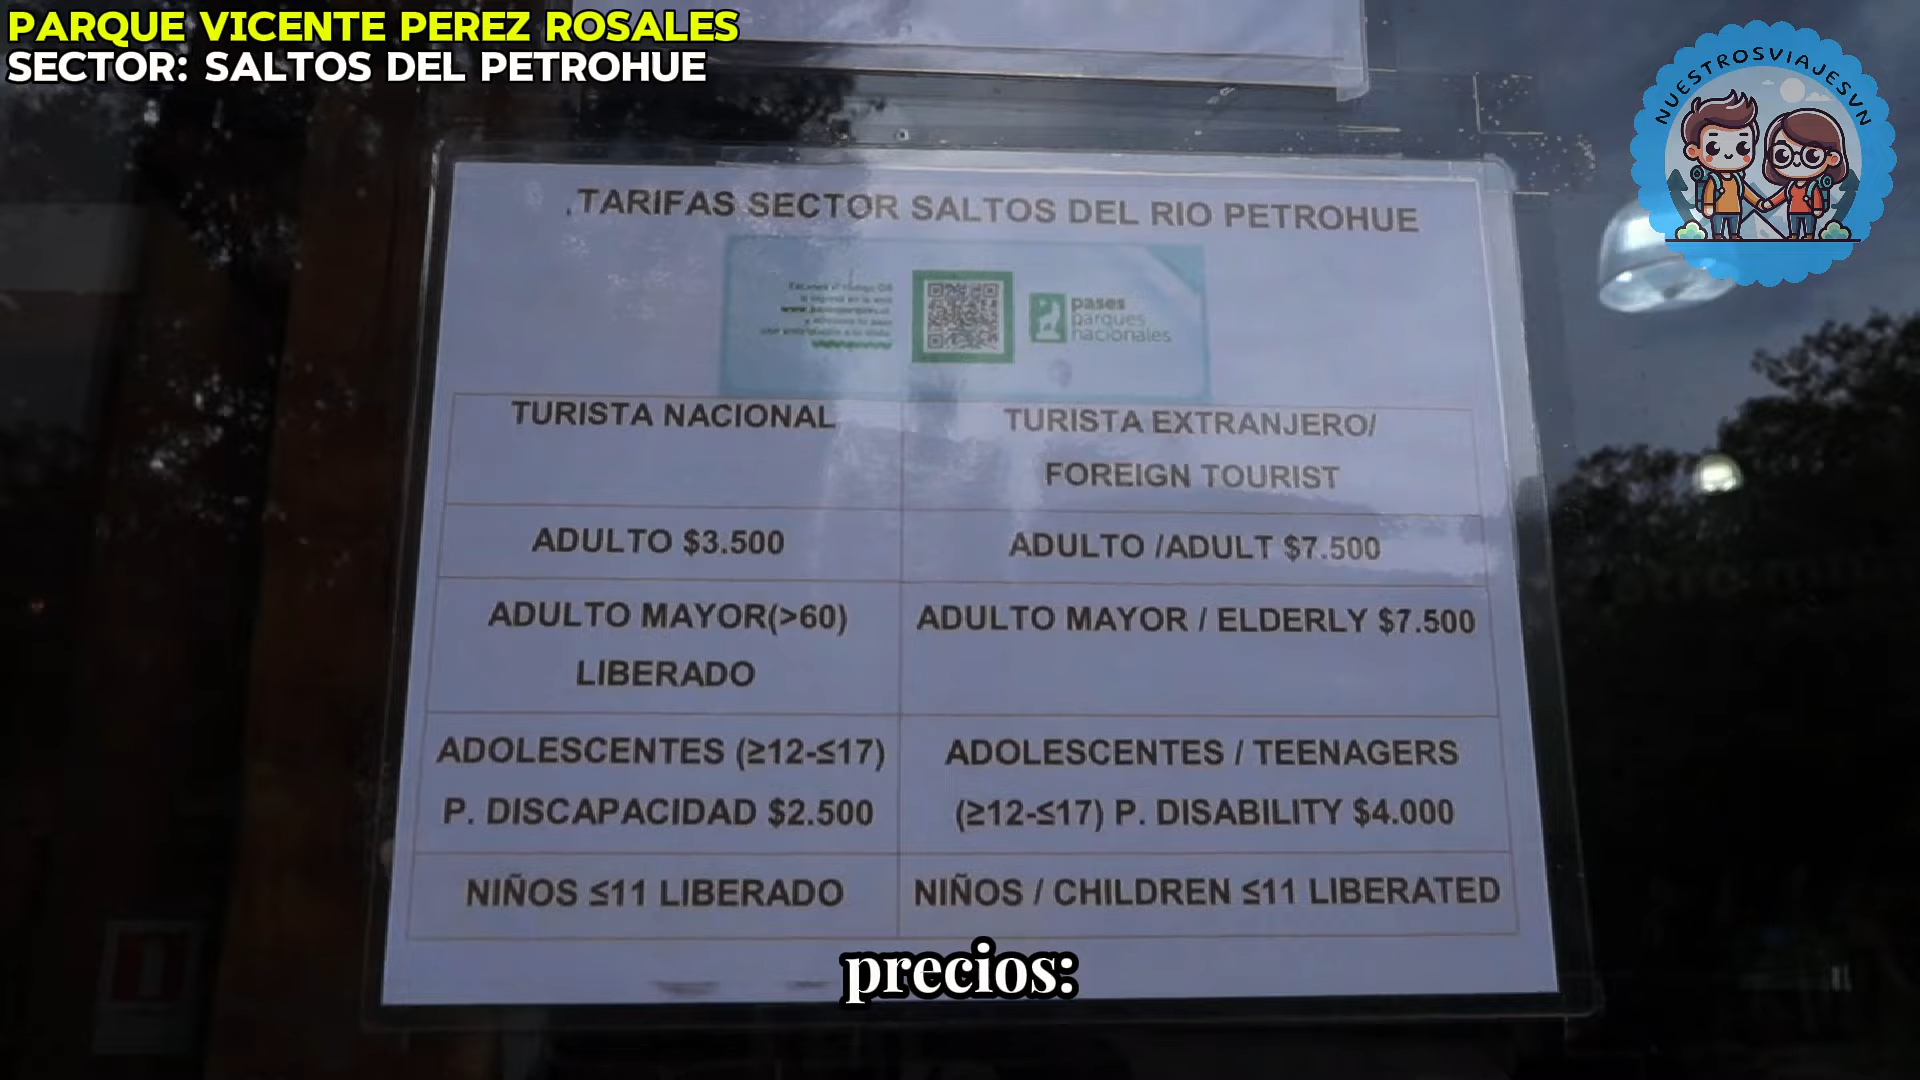 PARQUE VICENTE PEREZ ROSALES
SECTOR: SALTOS DEL PETROHUE
NUESTROSVIAJESVN
.TARIFAS SECTOR SALTOS DEL RIO PETROHUE
pases
parques
nacionales
TURISTA NACIONAL
TURISTA EXTRANJERO/
FOREIGN TOURIST
ADULTO $3.500
ADULTO /ADULT $7.500
ADULTO MAYOR(>60)
LIBERADO
ADULTO MAYOR / ELDERLY $7.500
ADOLESCENTES (≥12-≤17)
P. DISCAPACIDAD $2.500
ADOLESCENTES / TEENAGERS
(≥12-≤17) P. DISABILITY $4.000
NIÑOS ≤11 LIBERADO
NIÑOS / CHILDREN ≤11 LIBERATED
precios: